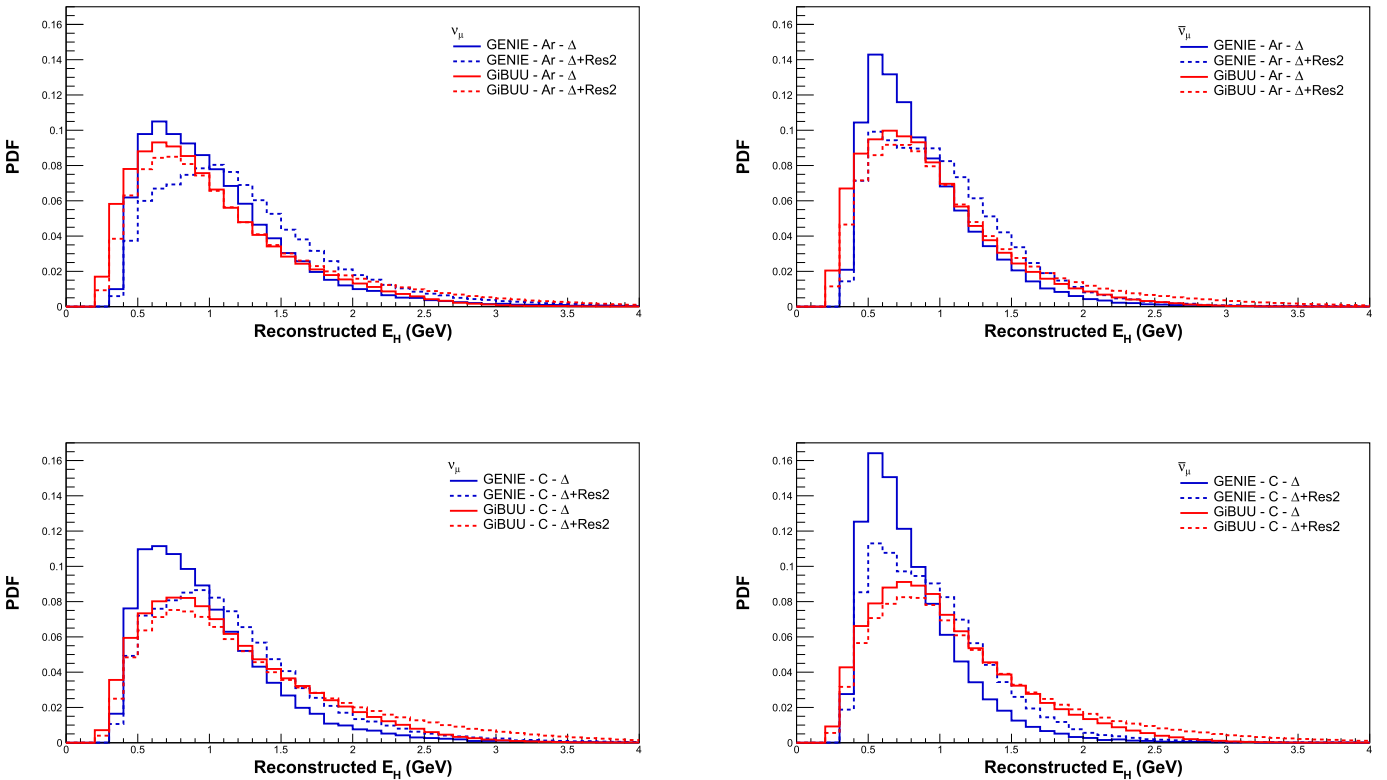 0.16
0.14
0.12
0.1
0.08
0.06
0.04
0.02
0
PDF
ν_μ
GENIE - Ar - Δ
GENIE - Ar - Δ+Res2
GiBUU - Ar - Δ
GiBUU - Ar - Δ+Res2
0 0.5 1 1.5 2 2.5 3 3.5 4
Reconstructed E_H (GeV)
0.16
0.14
0.12
0.1
0.08
0.06
0.04
0.02
0
PDF
ν̅_μ
GENIE - Ar - Δ
GENIE - Ar - Δ+Res2
GiBUU - Ar - Δ
GiBUU - Ar - Δ+Res2
0 0.5 1 1.5 2 2.5 3 3.5 4
Reconstructed E_H (GeV)
0.16
0.14
0.12
0.1
0.08
0.06
0.04
0.02
0
PDF
ν_μ
GENIE - C - Δ
GENIE - C - Δ+Res2
GiBUU - C - Δ
GiBUU - C - Δ+Res2
0 0.5 1 1.5 2 2.5 3 3.5 4
Reconstructed E_H (GeV)
0.16
0.14
0.12
0.1
0.08
0.06
0.04
0.02
0
PDF
ν̅_μ
GENIE - C - Δ
GENIE - C - Δ+Res2
GiBUU - C - Δ
GiBUU - C - Δ+Res2
0 0.5 1 1.5 2 2.5 3 3.5 4
Reconstructed E_H (GeV)